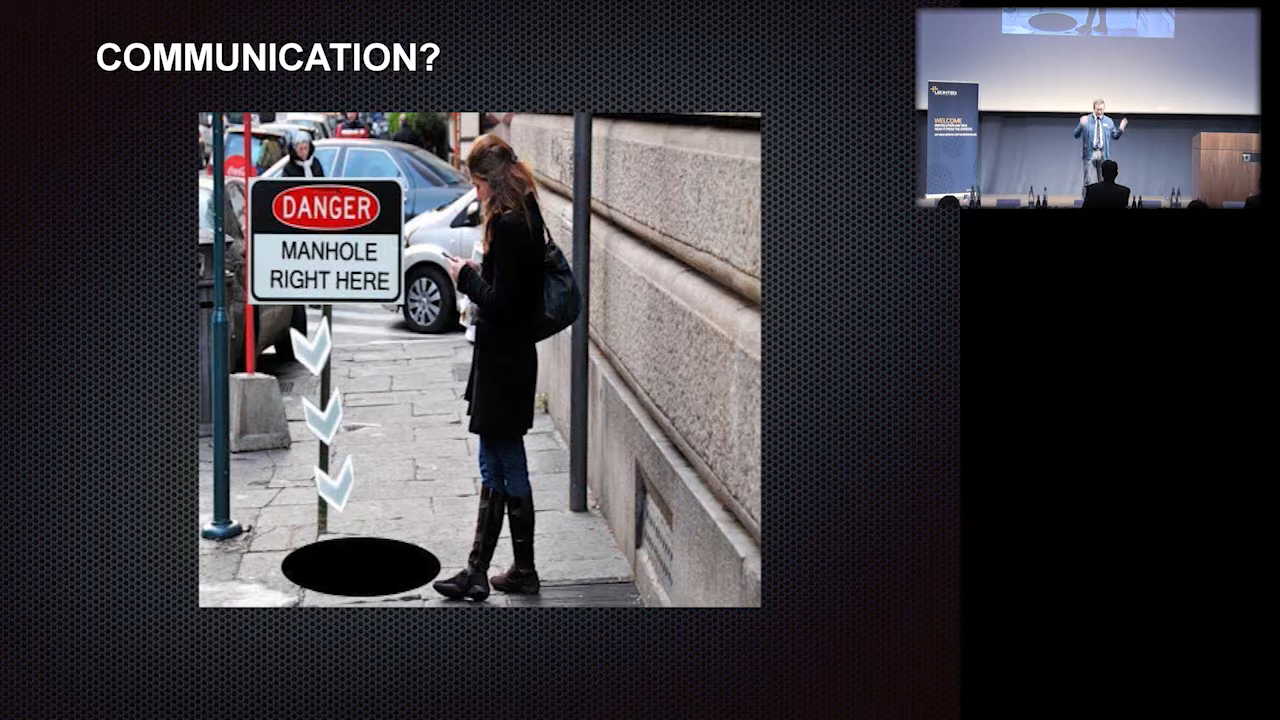 COMMUNICATION?
DANGER
MANHOLE
RIGHT HERE
WELCOME